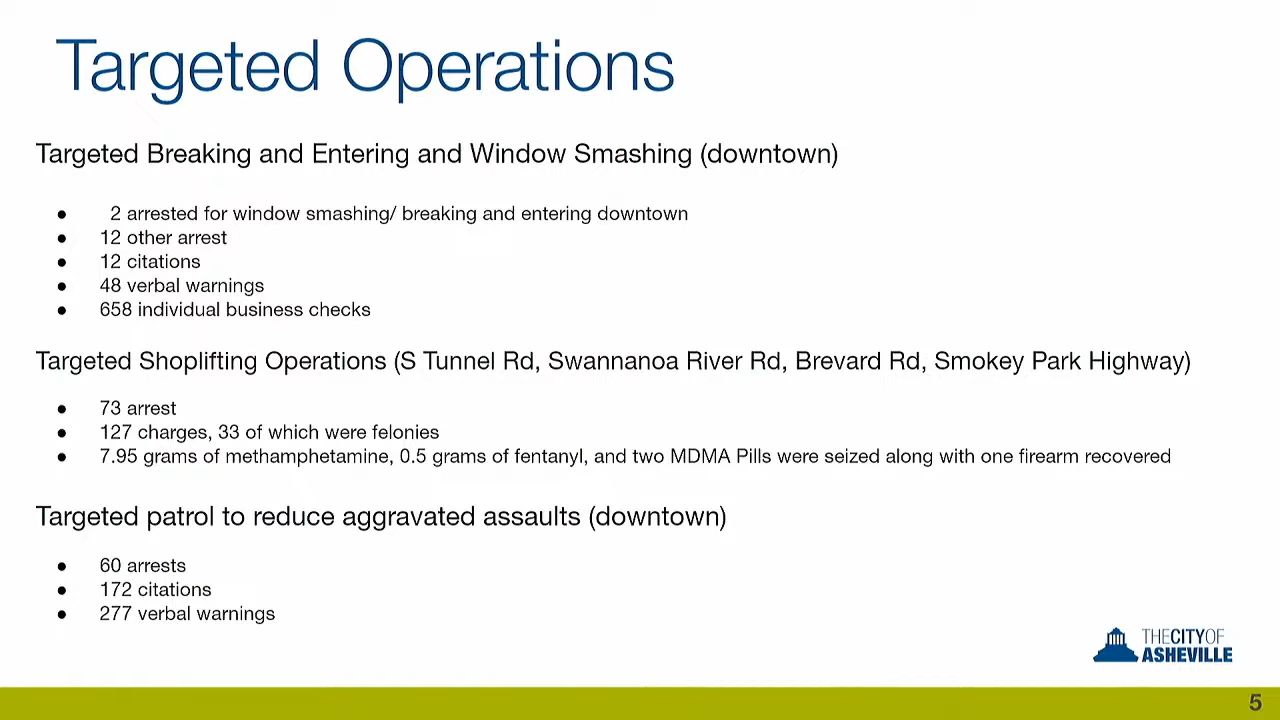 Targeted Operations
Targeted Breaking and Entering and Window Smashing (downtown)
● 2 arrested for window smashing/ breaking and entering downtown
● 12 other arrest
● 12 citations
● 48 verbal warnings
● 658 individual business checks
Targeted Shoplifting Operations (S Tunnel Rd, Swannanoa River Rd, Brevard Rd, Smokey Park Highway)
● 73 arrest
● 127 charges, 33 of which were felonies
● 7.95 grams of methamphetamine, 0.5 grams of fentanyl, and two MDMA Pills were seized along with one firearm recovered
Targeted patrol to reduce aggravated assaults (downtown)
● 60 arrests
● 172 citations
● 277 verbal warnings
THECITYOF
ASHEVILLE
5